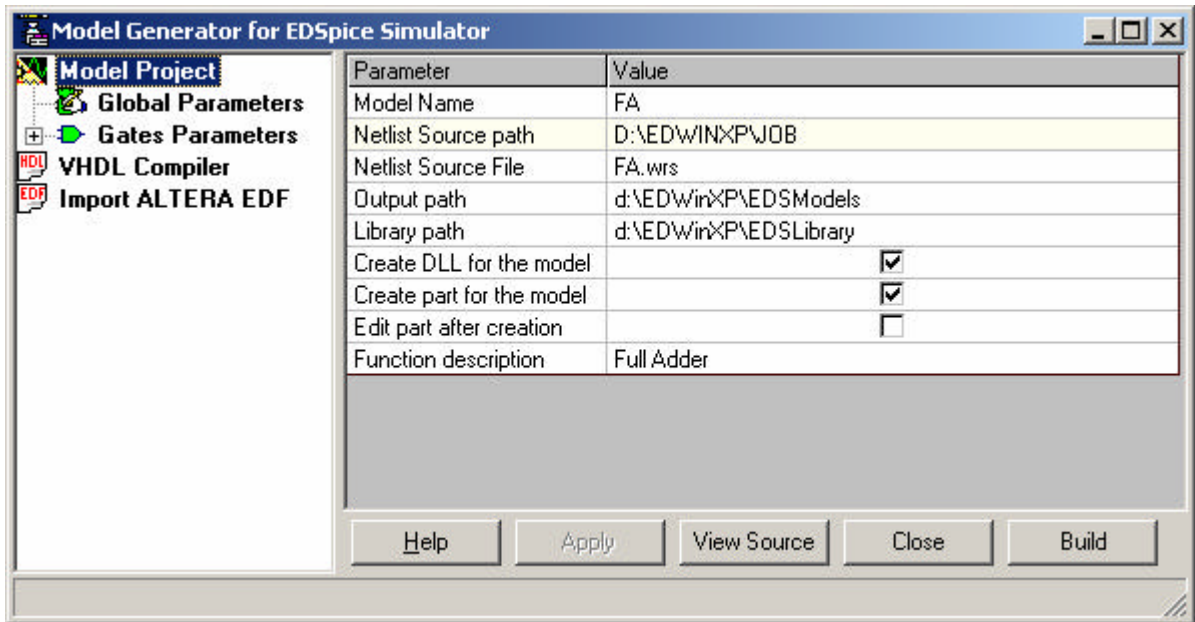 Model Generator for EDSpice Simulator
Model Project
Global Parameters
Gates Parameters
HDL VHDL Compiler
EDF Import ALTERA EDF
Parameter Value
Model Name FA
Netlist Source path D:\EDWINXP\JOB
Netlist Source File FA.wrs
Output path d:\EDWinXP\EDSModels
Library path d:\EDWinXP\EDSLibrary
Create DLL for the model
Create part for the model
Edit part after creation
Function description Full Adder
Help Apply View Source Close Build